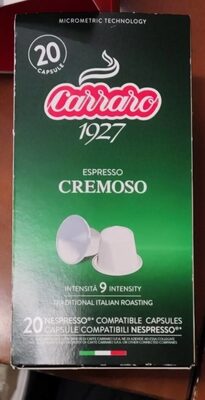 CARROMETRIC TECHNOLOGY
20
CAPSULE
Carraro
1927
ESPRESSO
CREMOSO
INTENSITÀ 9 INTENSITY
TRADITIONAL ITALIAN ROASTING
20 NESPRESSO®* COMPATIBLE CAPSULES
CAPSULE COMPATIBILI NESPRESSO®*